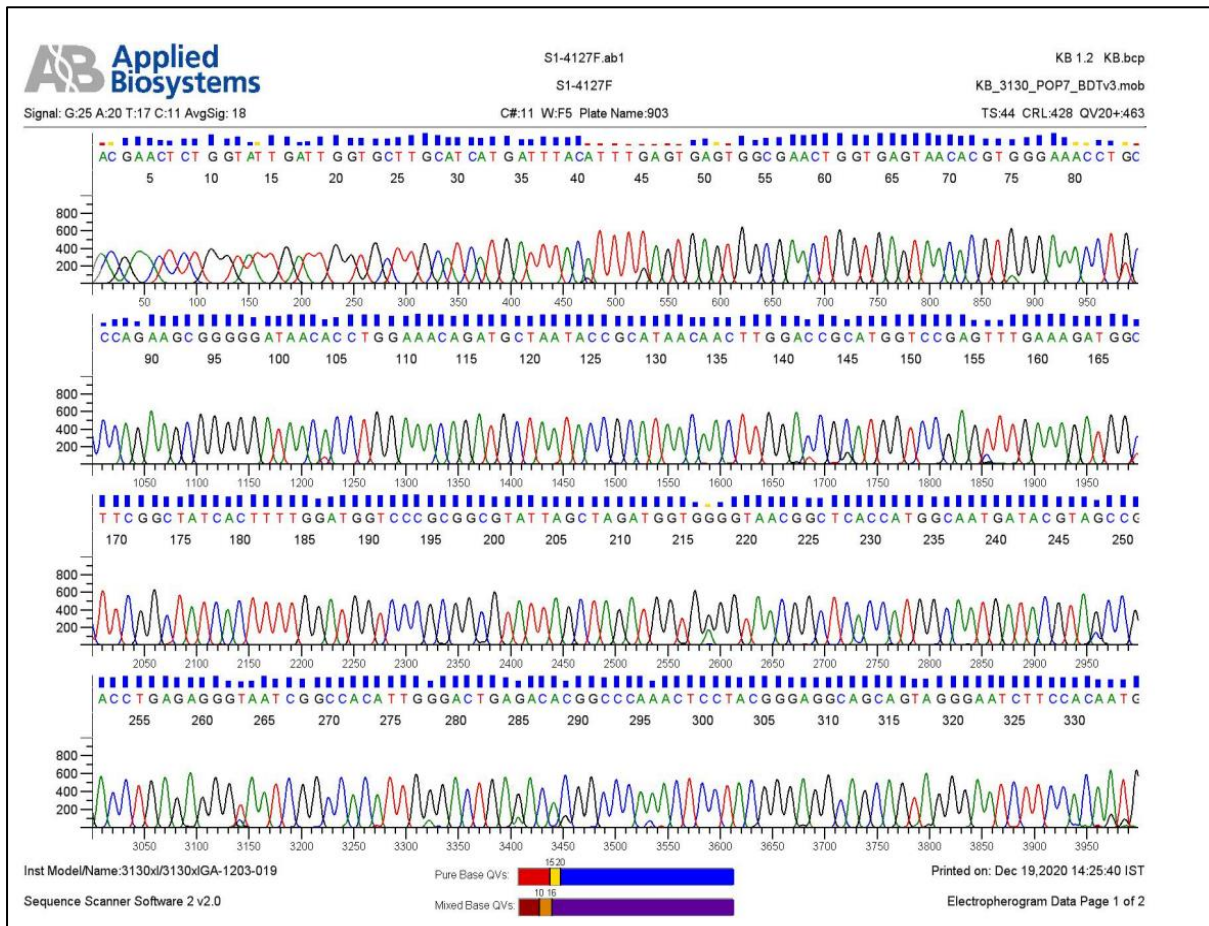 Applied
Biosystems
S1-4127F.ab1
KB 1.2 KB.bcp
S1-4127F
KB_3130_POP7_BDTv3.mob
Signal: G:25 A:20 T:17 C:11 AvgSig: 18
C#:11 W:F5 Plate Name:903
TS:44 CRL:428 QV20+:463
AC GAACTCT GGTATTGATT GGTGCTTGCATCATGATTTACATTTGAGTGAGTGGCGAACTGGTGAGTAACACGTGGGAAACCTGC
5 10 15 20 25 30 35 40 45 50 55 60 65 70 75 80
800
600
400
200
50 100 150 200 250 300 350 400 450 500 550 600 650 700 750 800 850 900 950
CCAGAAGCGGGGGATAACACCTGGAAACAGATGCTAATACCGCATAACAACTTGGACCGCATGGTCCGAGTTTGAAAGATGGC
90 95 100 105 110 115 120 125 130 135 140 145 150 155 160 165
800
600
400
200
1050 1100 1150 1200 1250 1300 1350 1400 1450 1500 1550 1600 1650 1700 1750 1800 1850 1900 1950
TTCGGCTATCACTTTTGGATGGTCCCGCGGCGTATTAGCTAGATGGTGGGGTAACGGCTCACCATGGCAATGATACGTAGCCG
170 175 180 185 190 195 200 205 210 215 220 225 230 235 240 245 250
800
600
400
200
2050 2100 2150 2200 2250 2300 2350 2400 2450 2500 2550 2600 2650 2700 2750 2800 2850 2900 2950
ACCTGAGAGGGTAATCGGCCACATTGGGACTGAGACACGGCCCAAACTCCTACGGGAGGCAGCAGTAGGGAATCTTCCACAATG
255 260 265 270 275 280 285 290 295 300 305 310 315 320 325 330
800
600
400
200
3050 3100 3150 3200 3250 3300 3350 3400 3450 3500 3550 3600 3650 3700 3750 3800 3850 3900 3950
Inst Model/Name:3130xl/3130xlGA-1203-019
15 20
Pure Base QVs:
Printed on: Dec 19,2020 14:25:40 IST
10 16
Sequence Scanner Software 2 v2.0
Mixed Base QVs:
Electropherogram Data Page 1 of 2